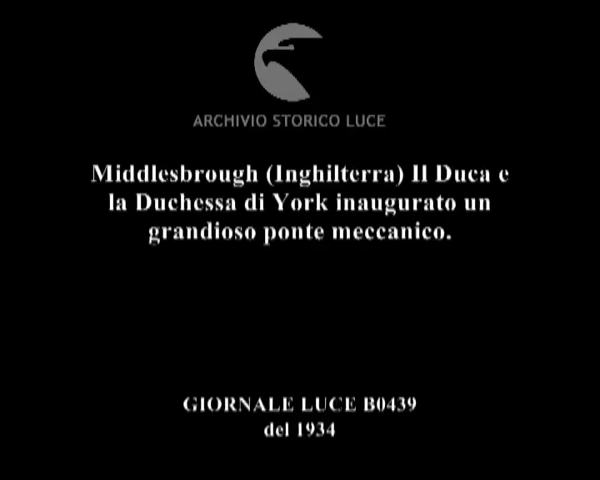 ARCHIVIO STORICO LUCE
Middlesbrough (Inghilterra) Il Duca e
la Duchessa di York inaugurato un
grandioso ponte meccanico.
GIORNALE LUCE B0439
del 1934